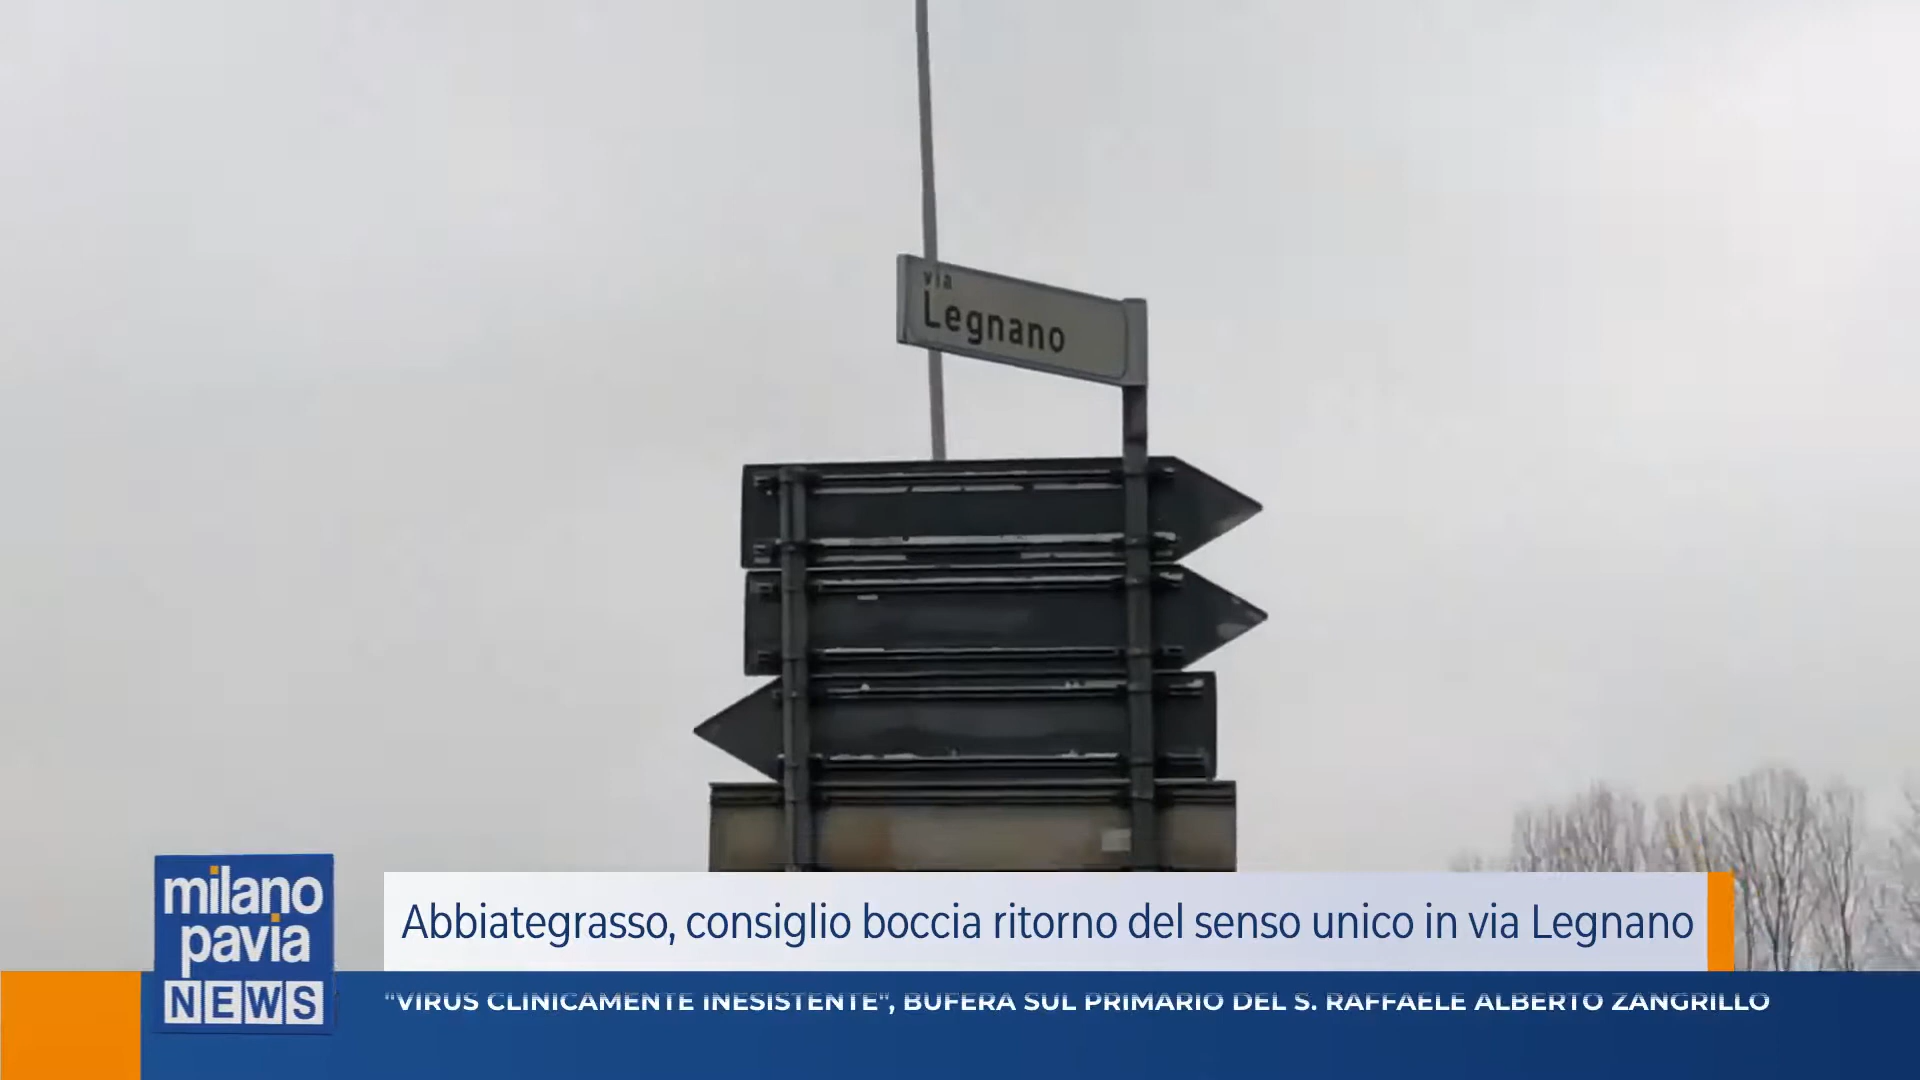 via
Legnano
milano
pavia
NEWS
Abbiategrasso, consiglio boccia ritorno del senso unico in via Legnano
"VIRUS CLINICAMENTE INESISTENTE", BUFERA SUL PRIMARIO DEL S. RAFFAELE ALBERTO ZANGRILLO